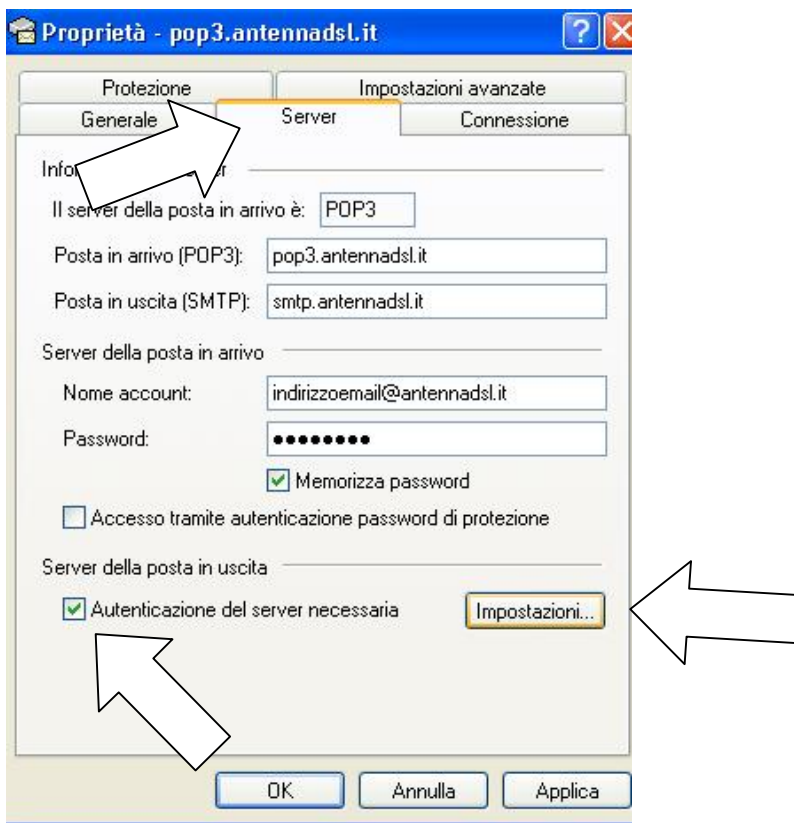 Proprietà - pop3.antennadsl.it
Protezione Impostazioni avanzate
Generale Server Connessione
Il server della posta in arrivo è: POP3
Posta in arrivo (POP3): pop3.antennadsl.it
Posta in uscita (SMTP): smtp.antennadsl.it
Server della posta in arrivo
Nome account: indirizzoemail@antennadsl.it
Password: ●●●●●●●●
Memorizza password
Accesso tramite autenticazione password di protezione
Server della posta in uscita
Autenticazione del server necessaria Impostazioni...
OK Annulla Applica